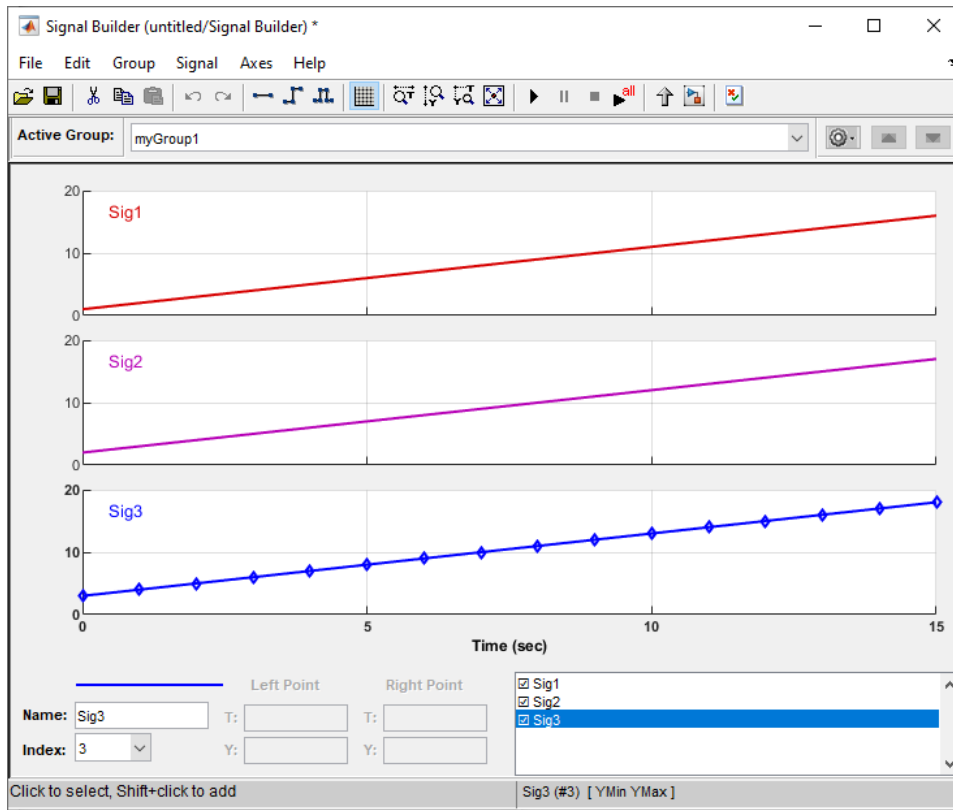 Signal Builder (untitled/Signal Builder) *
File Edit Group Signal Axes Help
all
Active Group: myGroup1
20
Sig1
10
0
20
Sig2
10
0
20
Sig3
10
0
0 5 10 15
Time (sec)
Left Point Right Point
Name: Sig3 T: T:
Index: 3 Y: Y:
Sig1
Sig2
Sig3
Click to select, Shift+click to add Sig3 (#3) [ YMin YMax ]